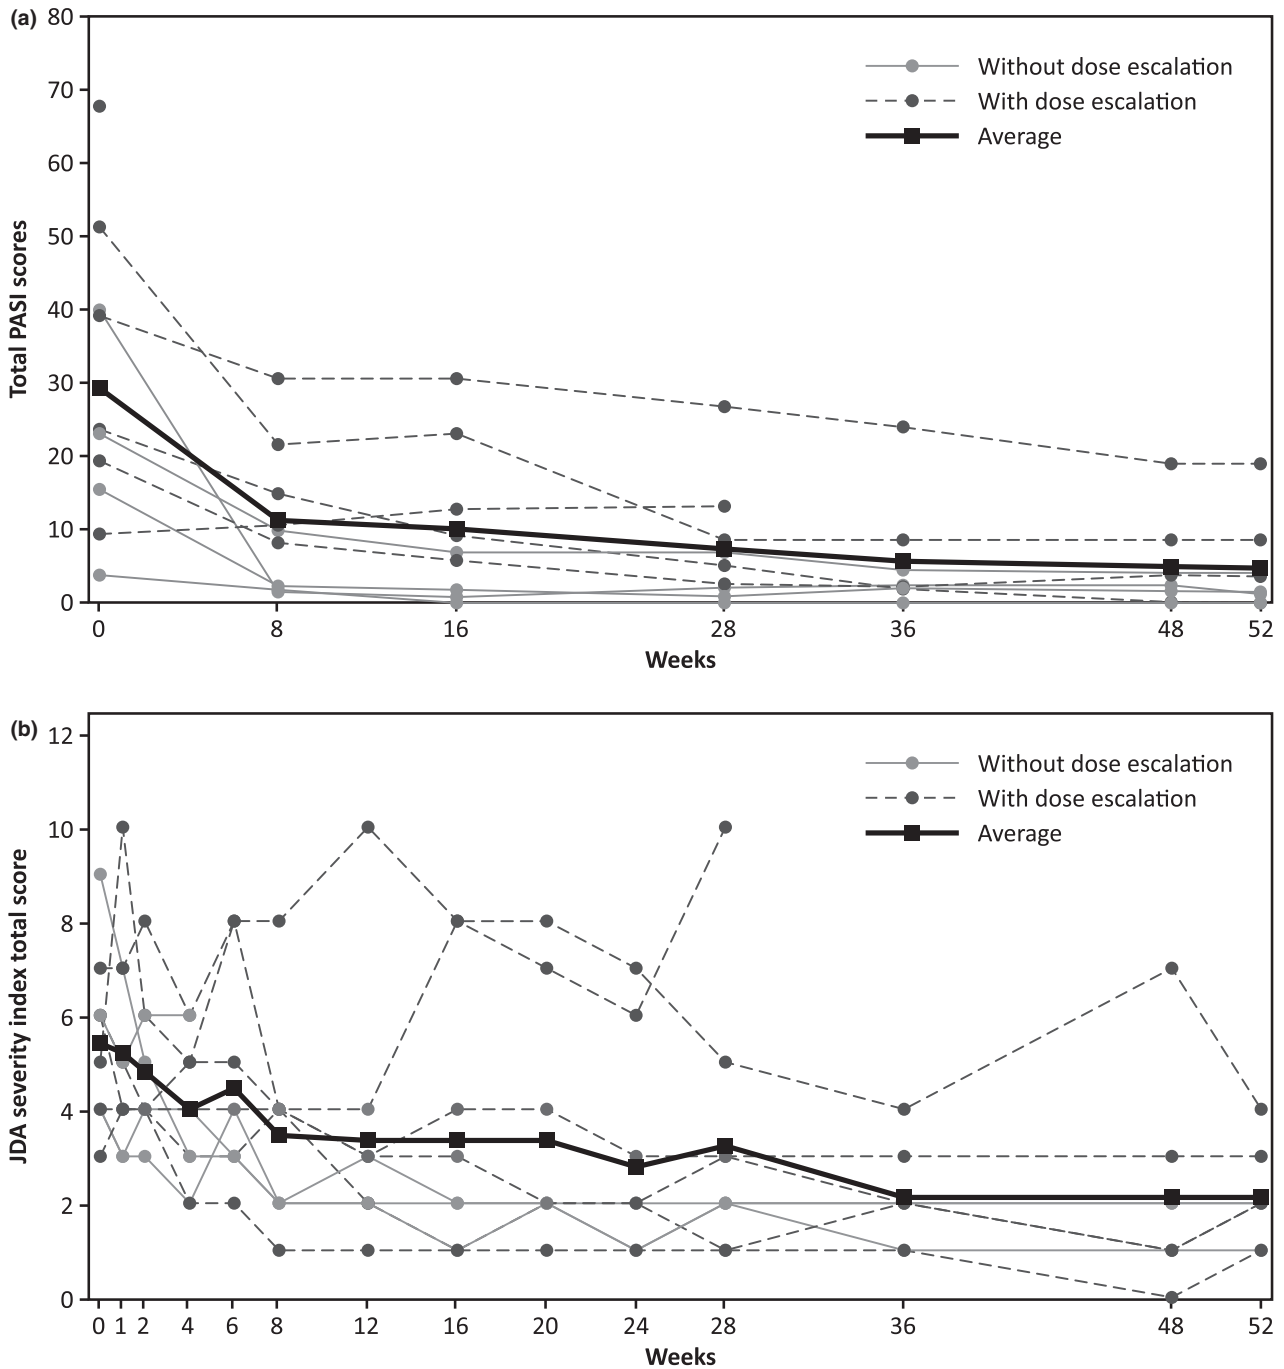 (a)
Total PASI scores
80
70
60
50
40
30
20
10
0
Without dose escalation
With dose escalation
Average
0 8 16 28 36 48 52
Weeks
(b)
JDA severity index total score
12
10
8
6
4
2
0
Without dose escalation
With dose escalation
Average
0 1 2 4 6 8 12 16 20 24 28 36 48 52
Weeks